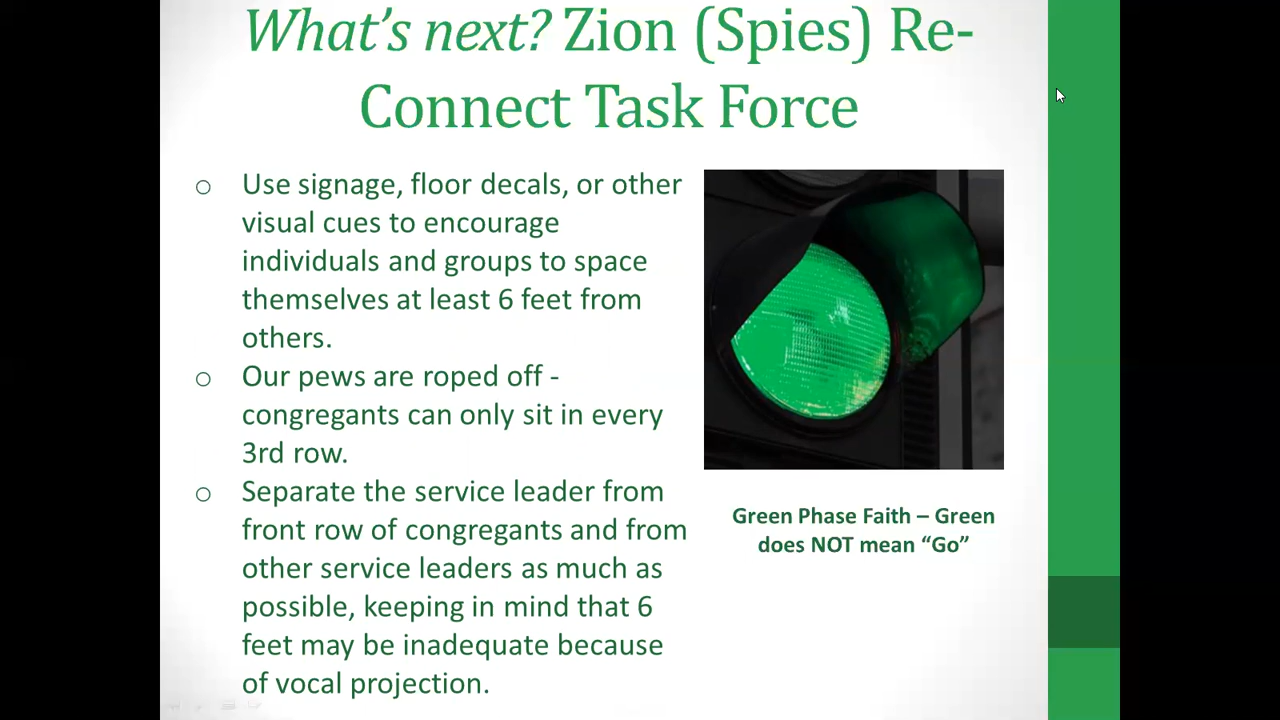 What's next? Zion (Spies) Re-
Connect Task Force
Use signage, floor decals, or other
visual cues to encourage
individuals and groups to space
themselves at least 6 feet from
others.
Our pews are roped off -
congregants can only sit in every
3rd row.
Separate the service leader from
front row of congregants and from
other service leaders as much as
possible, keeping in mind that 6
feet may be inadequate because
of vocal projection.
Green Phase Faith – Green
does NOT mean “Go”